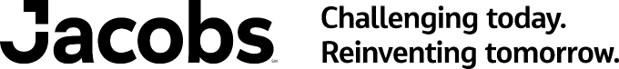 Jacobs
Challenging today.
Reinventing tomorrow.